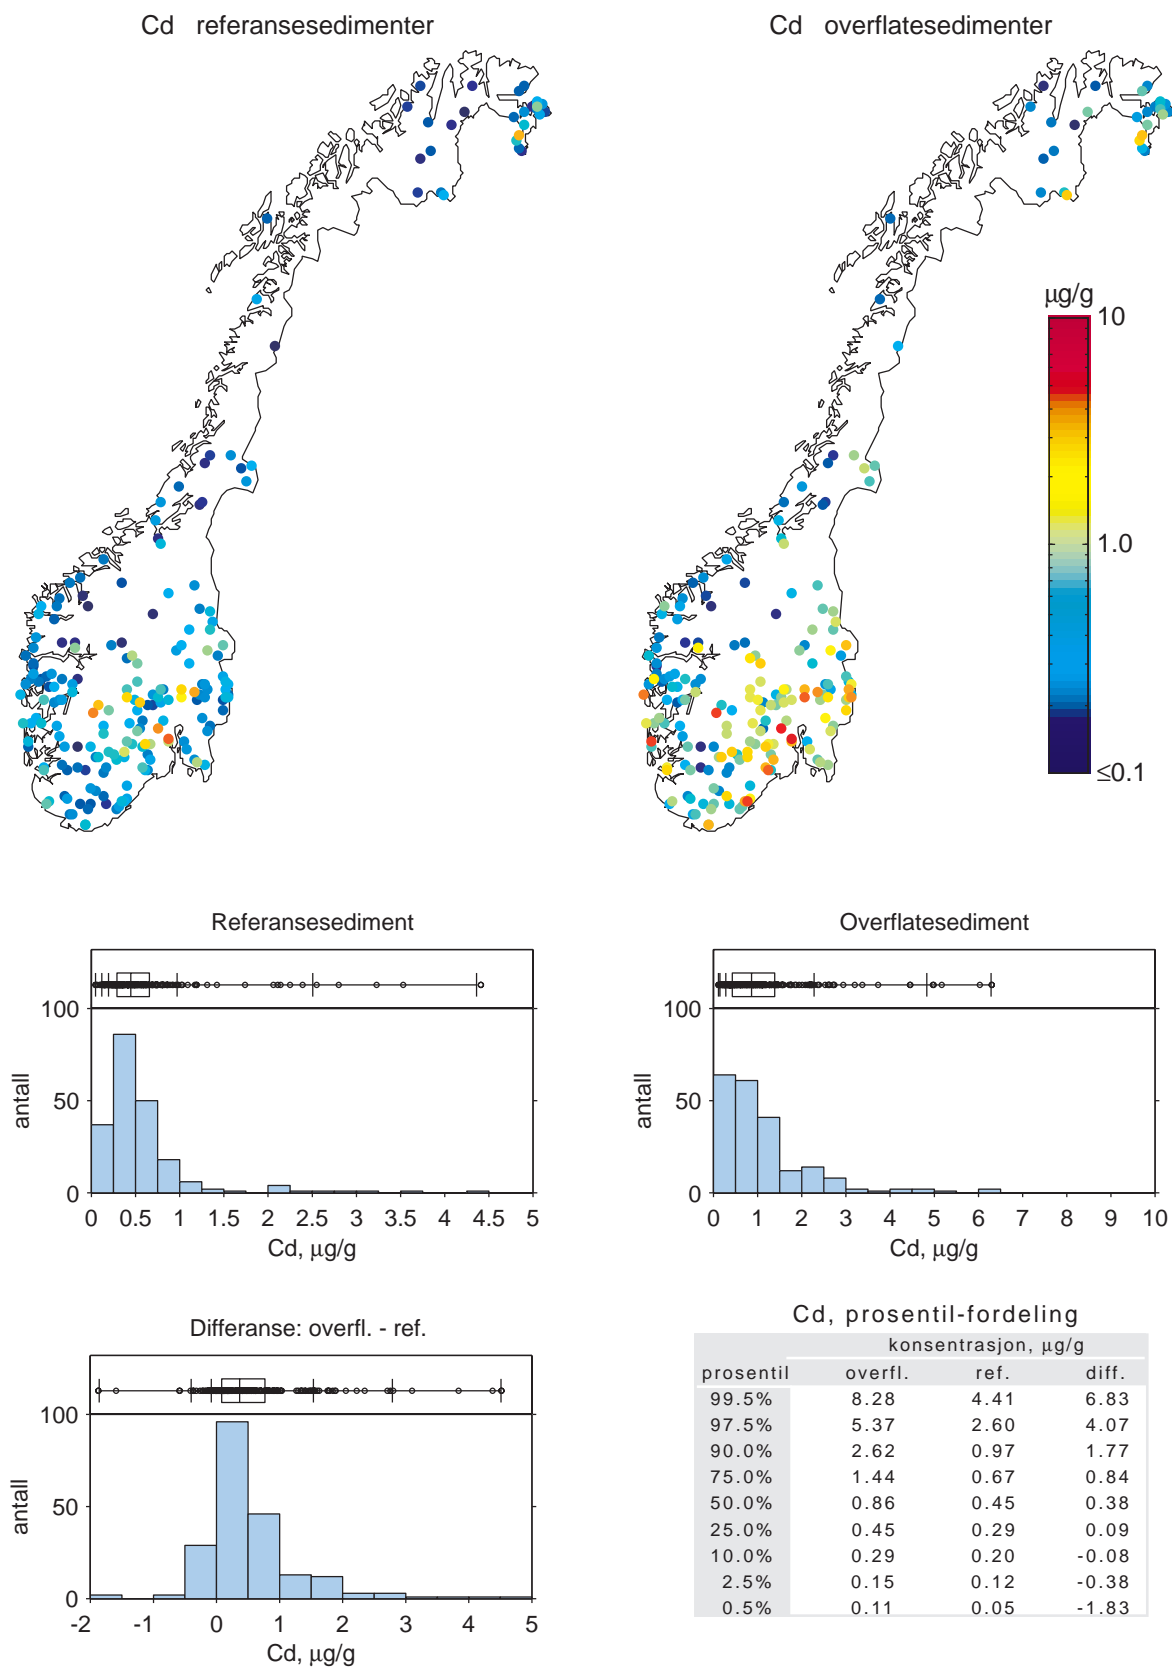 Cd referansesedimenter
Cd overflatesedimenter
µg/g
10
1.0
≤0.1
Referansesediment
100
50
0
antall
0 0.5 1 1.5 2 2.5 3 3.5 4 4.5 5
Cd, µg/g
Overflatesediment
100
50
0
antall
0 1 2 3 4 5 6 7 8 9 10
Cd, µg/g
Differanse: overfl. - ref.
100
50
0
antall
-2 -1 0 1 2 3 4 5
Cd, µg/g
Cd, prosentil-fordeling
konsentrasjon, µg/g
prosentil overfl. ref. diff.
99.5% 8.28 4.41 6.83
97.5% 5.37 2.60 4.07
90.0% 2.62 0.97 1.77
75.0% 1.44 0.67 0.84
50.0% 0.86 0.45 0.38
25.0% 0.45 0.29 0.09
10.0% 0.29 0.20 -0.08
2.5% 0.15 0.12 -0.38
0.5% 0.11 0.05 -1.83